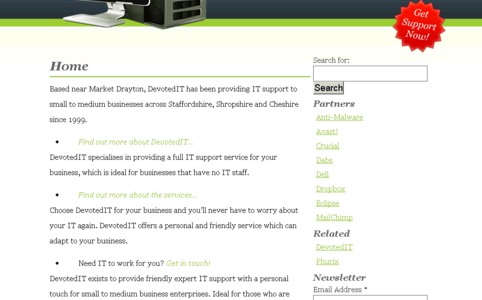 Get
Support
Now!
Home
Based near Market Drayton, DevotedIT has been providing IT support to
small to medium businesses across Staffordshire, Shropshire and Cheshire
since 1999.
Find out more about DevotedIT...
DevotedIT specialises in providing a full IT support service for your
business, which is ideal for businesses that have no IT staff.
Find out more about the services...
Choose DevotedIT for your business and you'll never have to worry about
your IT again. DevotedIT offers a personal and friendly service which can
adapt to your business.
Need IT to work for you? Get in touch!
DevotedIT exists to provide friendly expert IT support with a personal
touch for small to medium business enterprises. Ideal for those who are
Search for:
Search
Partners
Anti-Malware
Avast!
Crucial
Dabs
Dell
Dropbox
Eclipse
MailChimp
Related
DevotedIT
Phurix
Newsletter
Email Address *